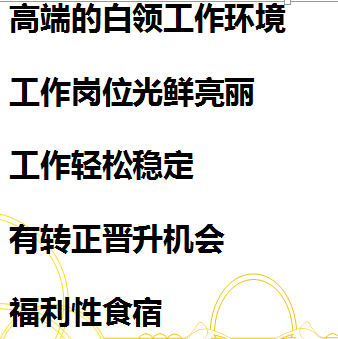 高端的白领工作环境
工作岗位光鲜亮丽
工作轻松稳定
有转正晋升机会
福利性食宿